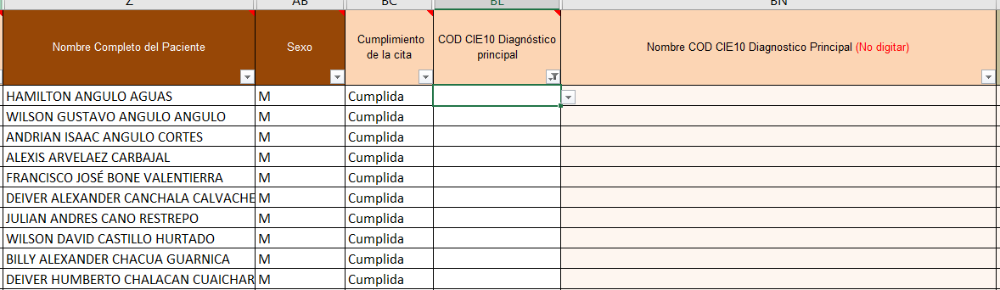 Z AB BC BL BN
Nombre Completo del Paciente
Sexo
Cumplimiento
de la cita
COD CIE10 Diagnóstico
principal
Nombre COD CIE10 Diagnostico Principal (No digitar)
HAMILTON ANGULO AGUAS M Cumplida
WILSON GUSTAVO ANGULO ANGULO M Cumplida
ANDRIAN ISAAC ANGULO CORTES M Cumplida
ALEXIS ARVELAEZ CARBAJAL M Cumplida
FRANCISCO JOSÉ BONE VALENTIERRA M Cumplida
DEIVER ALEXANDER CANCHALA CALVACHE M Cumplida
JULIAN ANDRES CANO RESTREPO M Cumplida
WILSON DAVID CASTILLO HURTADO M Cumplida
BILLY ALEXANDER CHACUA GUARNICA M Cumplida
DEIVER HUMBERTO CHALACAN CUAICHAR M Cumplida